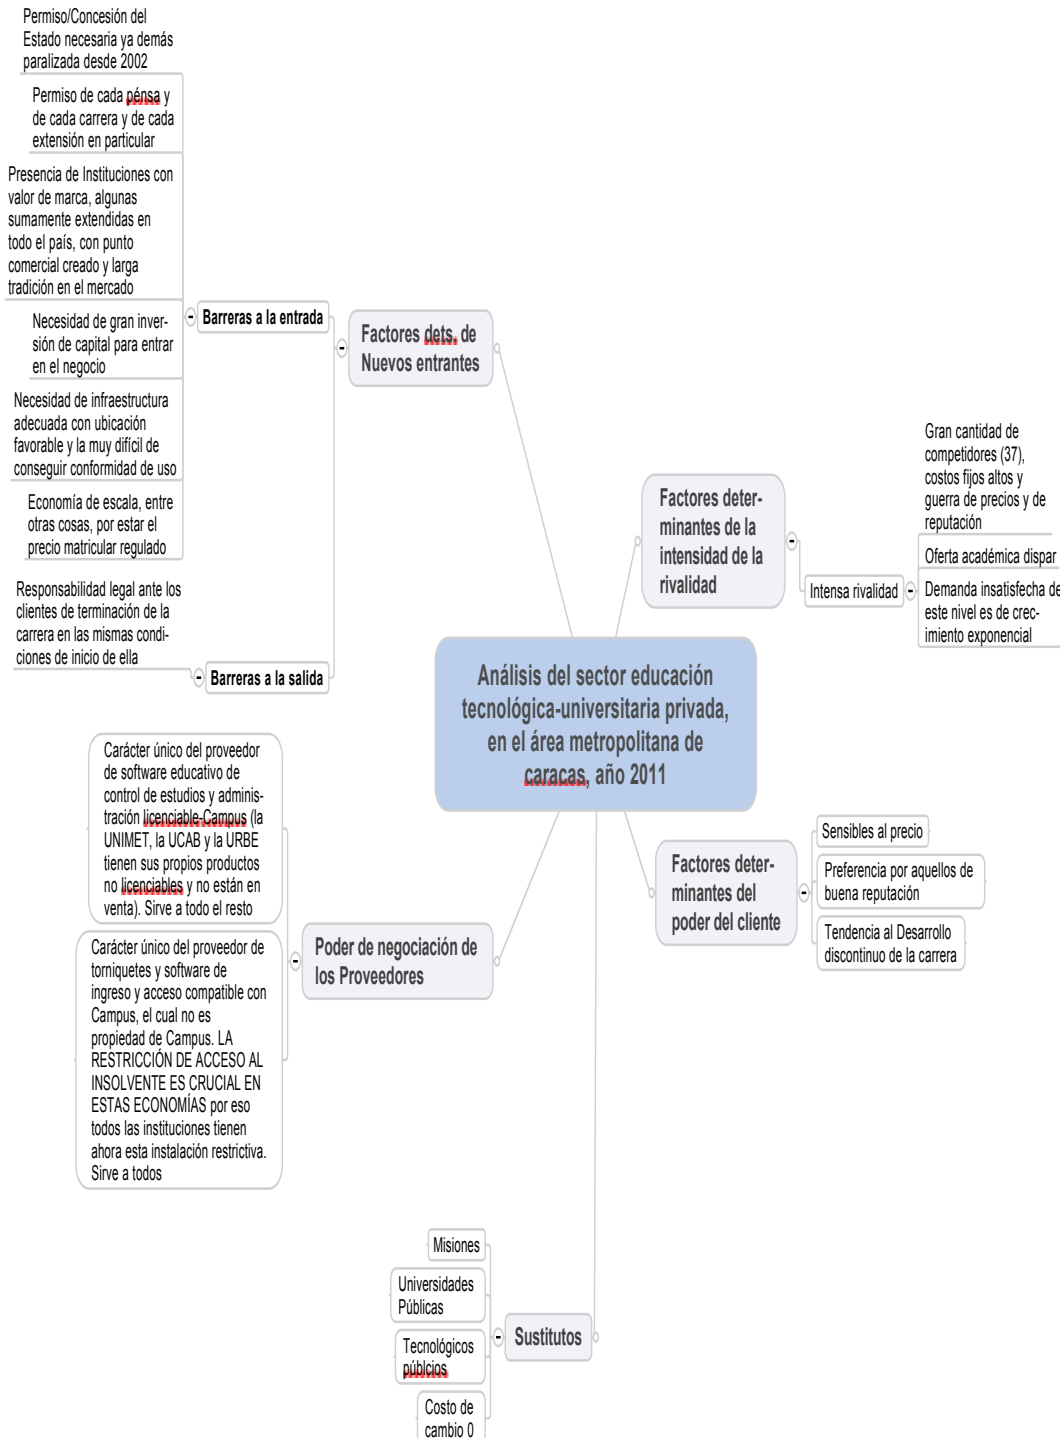 Permiso/Concesión del
Estado necesaria ya demás
paralizada desde 2002
Permiso de cada pénsa y
de cada carrera y de cada
extensión en particular
Presencia de Instituciones con
valor de marca, algunas
sumamente extendidas en
todo el país, con punto
comercial creado y larga
tradición en el mercado
Necesidad de gran inver-
sión de capital para entrar
en el negocio
Necesidad de infraestructura
adecuada con ubicación
favorable y la muy difícil de
conseguir conformidad de uso
Economía de escala, entre
otras cosas, por estar el
precio matricular regulado
Barreras a la entrada
Responsabilidad legal ante los
clientes de terminación de la
carrera en las mismas condi-
ciones de inicio de ella
Barreras a la salida
Factores dets. de
Nuevos entrantes
Factores deter-
minantes de la
intensidad de la
rivalidad
Intensa rivalidad
Gran cantidad de
competidores (37),
costos fijos altos y
guerra de precios y de
reputación
Oferta académica dispar
Demanda insatisfecha de
este nivel es de crec-
imiento exponencial
Análisis del sector educación
tecnológica-universitaria privada,
en el área metropolitana de
caracas, año 2011
Carácter único del proveedor
de software educativo de
control de estudios y adminis-
tración licenciable-Campus (la
UNIMET, la UCAB y la URBE
tienen sus propios productos
no licenciables y no están en
venta). Sirve a todo el resto
Carácter único del proveedor de
torniquetes y software de
ingreso y acceso compatible con
Campus, el cual no es
propiedad de Campus. LA
RESTRICCIÓN DE ACCESO AL
INSOLVENTE ES CRUCIAL EN
ESTAS ECONOMÍAS por eso
todos las instituciones tienen
ahora esta instalación restrictiva.
Sirve a todos
Poder de negociación de
los Proveedores
Factores deter-
minantes del
poder del cliente
Sensibles al precio
Preferencia por aquellos de
buena reputación
Tendencia al Desarrollo
discontinuo de la carrera
Misiones
Universidades
Públicas
Tecnológicos
públcios
Costo de
cambio 0
Sustitutos